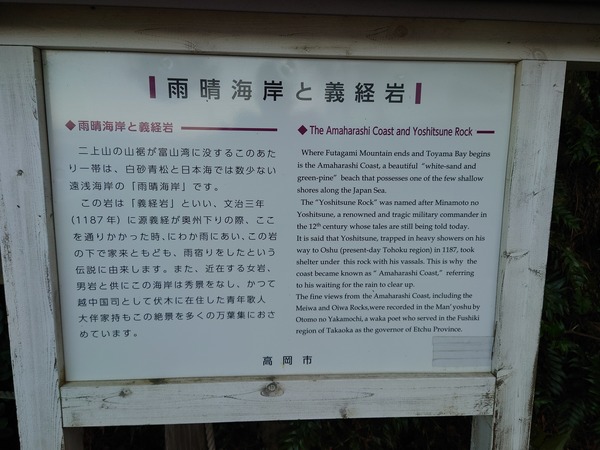 雨晴海岸と義経岩
◆雨晴海岸と義経岩
二上山の山裾が富山湾に没するこのあた
り一帯は、白砂青松と日本海では数少ない
遠浅海岸の「雨晴海岸」です。
この岩は「義経岩」といい、文治三年
(1187年)に源義経が奥州下りの際、ここ
を通りかかった時、にわか雨にあい、この岩
の下で家来ともども、雨宿りをしたという
伝説に由来します。また、近在する女岩、
男岩と供にこの海岸は秀景をなし、かつて
越中国司として伏木に在住した青年歌人
大伴家持もこの絶景を多くの万葉集におさ
めています。
◆The Amaharashi Coast and Yoshitsune Rock
Where Futagami Mountain ends and Toyama Bay begins
is the Amaharashi Coast, a beautiful "white-sand and
green-pine" beach that possesses one of the few shallow
shores along the Japan Sea.
The "Yoshitsune Rock" was named after Minamoto no
Yoshitsune, a renowned and tragic military commander in
the 12th century whose tales are still being told today.
It is said that Yoshitsune, trapped in heavy showers on his
way to Oshu (present-day Tohoku region) in 1187, took
shelter under this rock with his vassals. This is why the
coast became known as " Amaharashi Coast," referring
to his waiting for the rain to clear up.
The fine views from the Amaharashi Coast, including the
Meiwa and Oiwa Rocks,were recorded in the Man'yoshu by
Otomo no Yakamochi, a waka poet who served in the Fushiki
region of Takaoka as the governor of Etchu Province.
高岡市